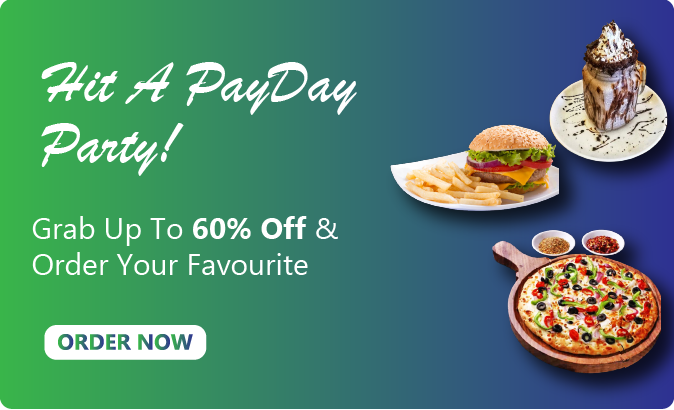 Hit A PayDay
Party!
Grab Up To 60% Off &
Order Your Favourite
ORDER NOW